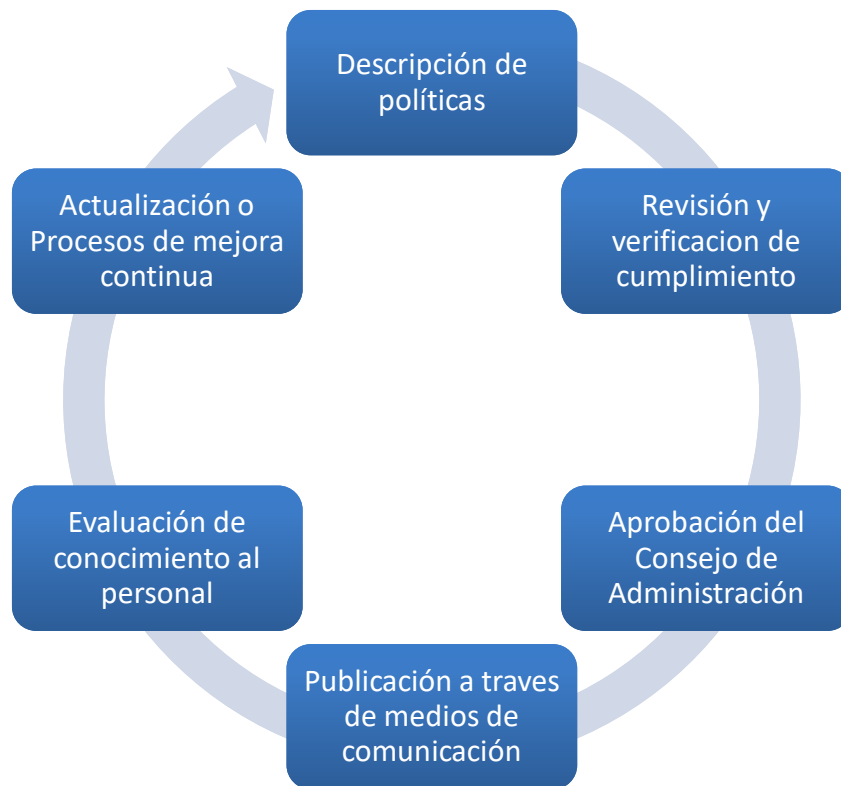 Descripción de
políticas
Revisión y
verificacion de
cumplimiento
Aprobación del
Consejo de
Administración
Publicación a traves
de medios de
comunicación
Evaluación de
conocimiento al
personal
Actualización o
Procesos de mejora
continua